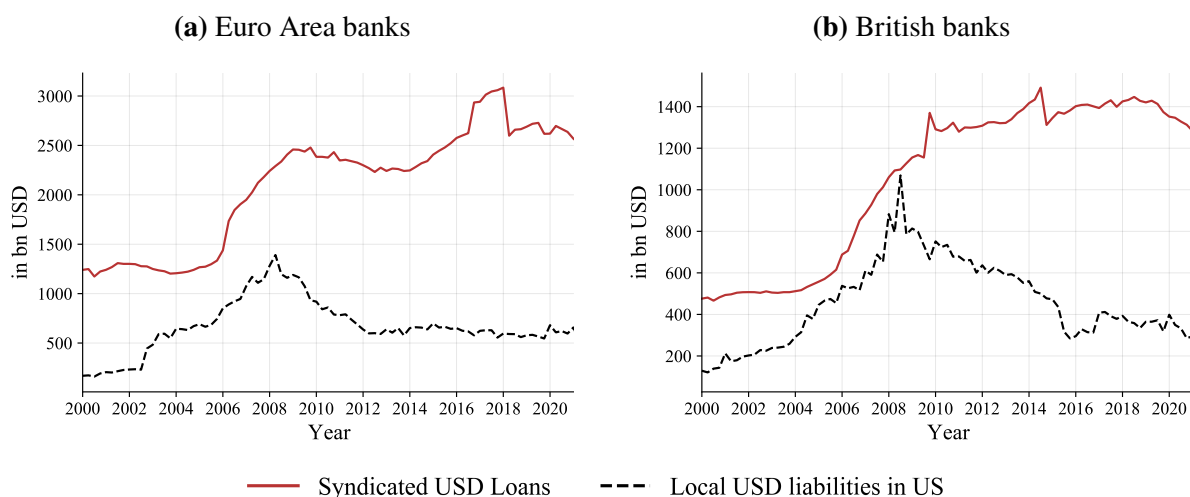 (a) Euro Area banks
in bn USD
3000
2500
2000
1500
1000
500
2000 2002 2004 2006 2008 2010 2012 2014 2016 2018 2020
Year
(b) British banks
in bn USD
1400
1200
1000
800
600
400
200
2000 2002 2004 2006 2008 2010 2012 2014 2016 2018 2020
Year
Syndicated USD Loans
Local USD liabilities in US